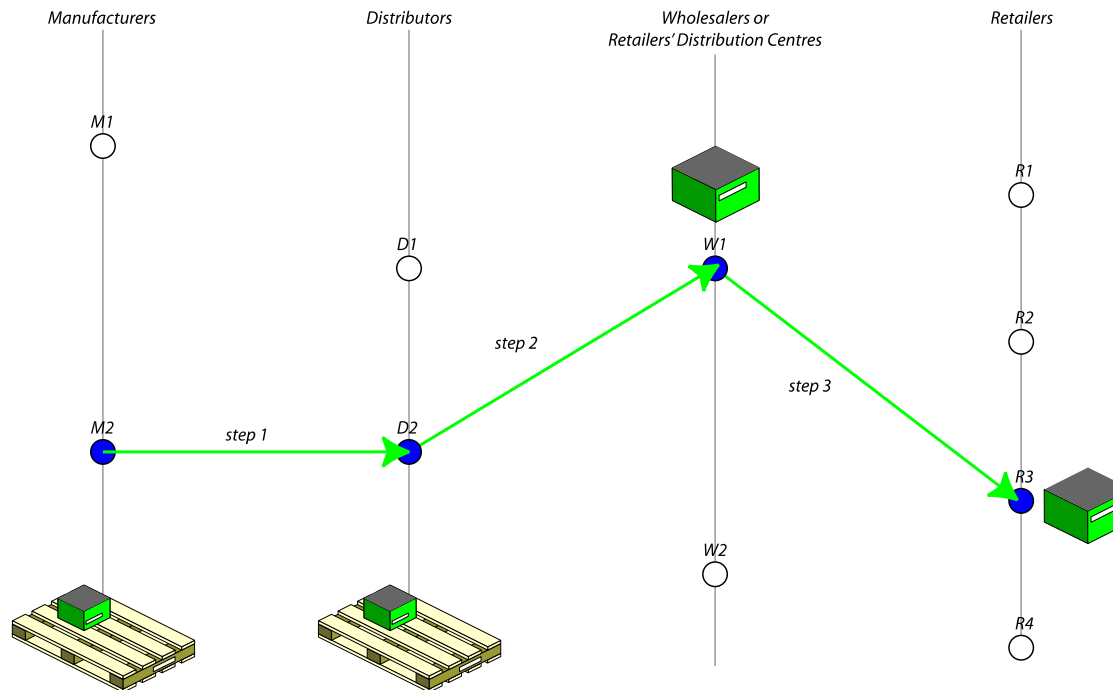 Manufacturers
Distributors
Wholesalers or
Retailers’ Distribution Centres
Retailers
M1
R1
D1
W1
R2
step 2
step 3
M2
step 1
D2
R3
W2
R4